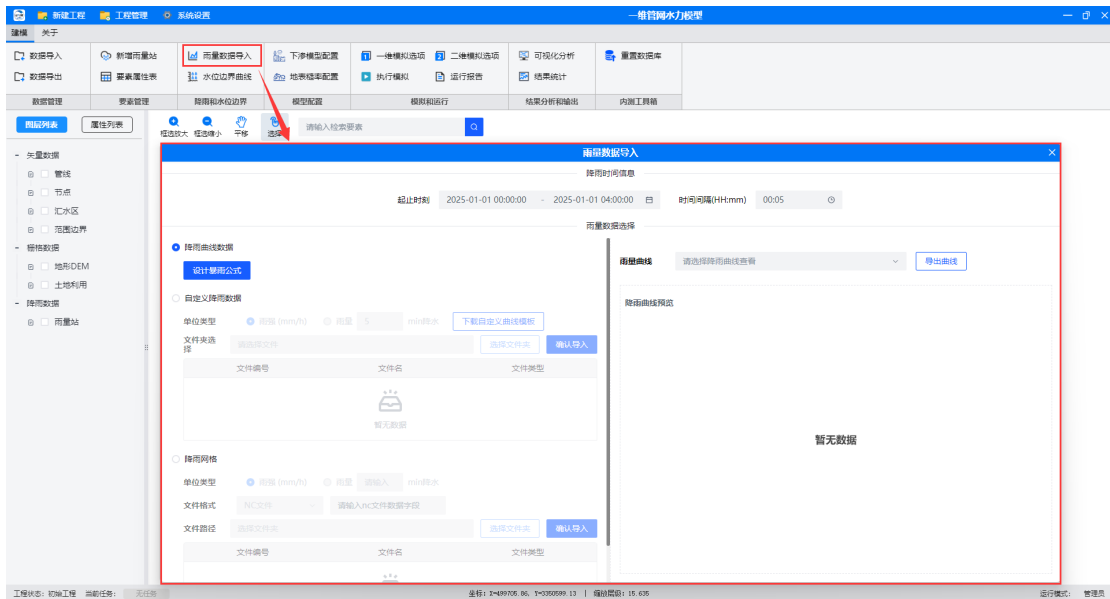 新建工程 工程管理 系统设置 一维管网水力模型
建模 关于
数据导入 新增雨量站 雨量数据导入 下渗模型配置 一维模拟选项 二维模拟选项 可视化分析 重置数据库
数据导出 要素属性表 水位边界曲线 地表糙率配置 执行模拟 运行报告 结果统计
数据管理 要素管理 降雨和水位边界 模型配置 模拟和运行 结果分析和输出 内测工具箱
图层列表 属性列表 框选放大 框选缩小 平移 选择 请输入检索要素
矢量数据
管线
节点
汇水区
范围边界
栅格数据
地形DEM
土地利用
降雨数据
雨量站
雨量数据导入
降雨时间信息
起止时刻 2025-01-01 00:00:00 - 2025-01-01 04:00:00 时间间隔(HH:mm) 00:05
雨量数据选择
降雨曲线数据
设计暴雨公式
自定义降雨数据
单位类型 雨强 (mm/h) 雨量 5 min降水 下载自定义曲线模板
文件夹选择 请选择文件 选择文件夹 确认导入
文件编号 文件名 文件类型
暂无数据
降雨网格
单位类型 雨强 (mm/h) 雨量 请输入 min降水
文件格式 NC文件 请输入nc文件数据字段
文件路径 选择文件夹 选择文件夹 确认导入
文件编号 文件名 文件类型
雨量曲线 请选择降雨曲线查看 导出曲线
降雨曲线预览
暂无数据
工程状态: 初始工程 当前任务: 无任务 坐标: X=499705.86, Y=3350599.13 | 缩放层级: 15.635 运行模式: 管理员